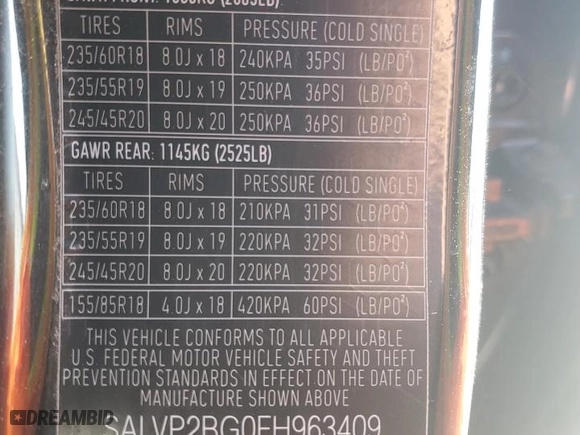 TIRES RIMS PRESSURE (COLD SINGLE)
235/60R18 8.0J x 18 240KPA 35PSI (LB/PO²)
235/55R19 8.0J x 19 250KPA 36PSI (LB/PO²)
245/45R20 8.0J x 20 250KPA 36PSI (LB/PO²)
GAWR REAR: 1145KG (2525LB)
TIRES RIMS PRESSURE (COLD SINGLE)
235/60R18 8.0J x 18 210KPA 31PSI (LB/PO²)
235/55R19 8.0J x 19 220KPA 32PSI (LB/PO²)
245/45R20 8.0J x 20 220KPA 32PSI (LB/PO²)
155/85R18 4.0J x 18 420KPA 60PSI (LB/PO²)
THIS VEHICLE CONFORMS TO ALL APPLICABLE
U.S. FEDERAL MOTOR VEHICLE SAFETY AND THEFT
PREVENTION STANDARDS IN EFFECT ON THE DATE OF
MANUFACTURE SHOWN ABOVE
SALVP2BG0FH963409
DREAMBID